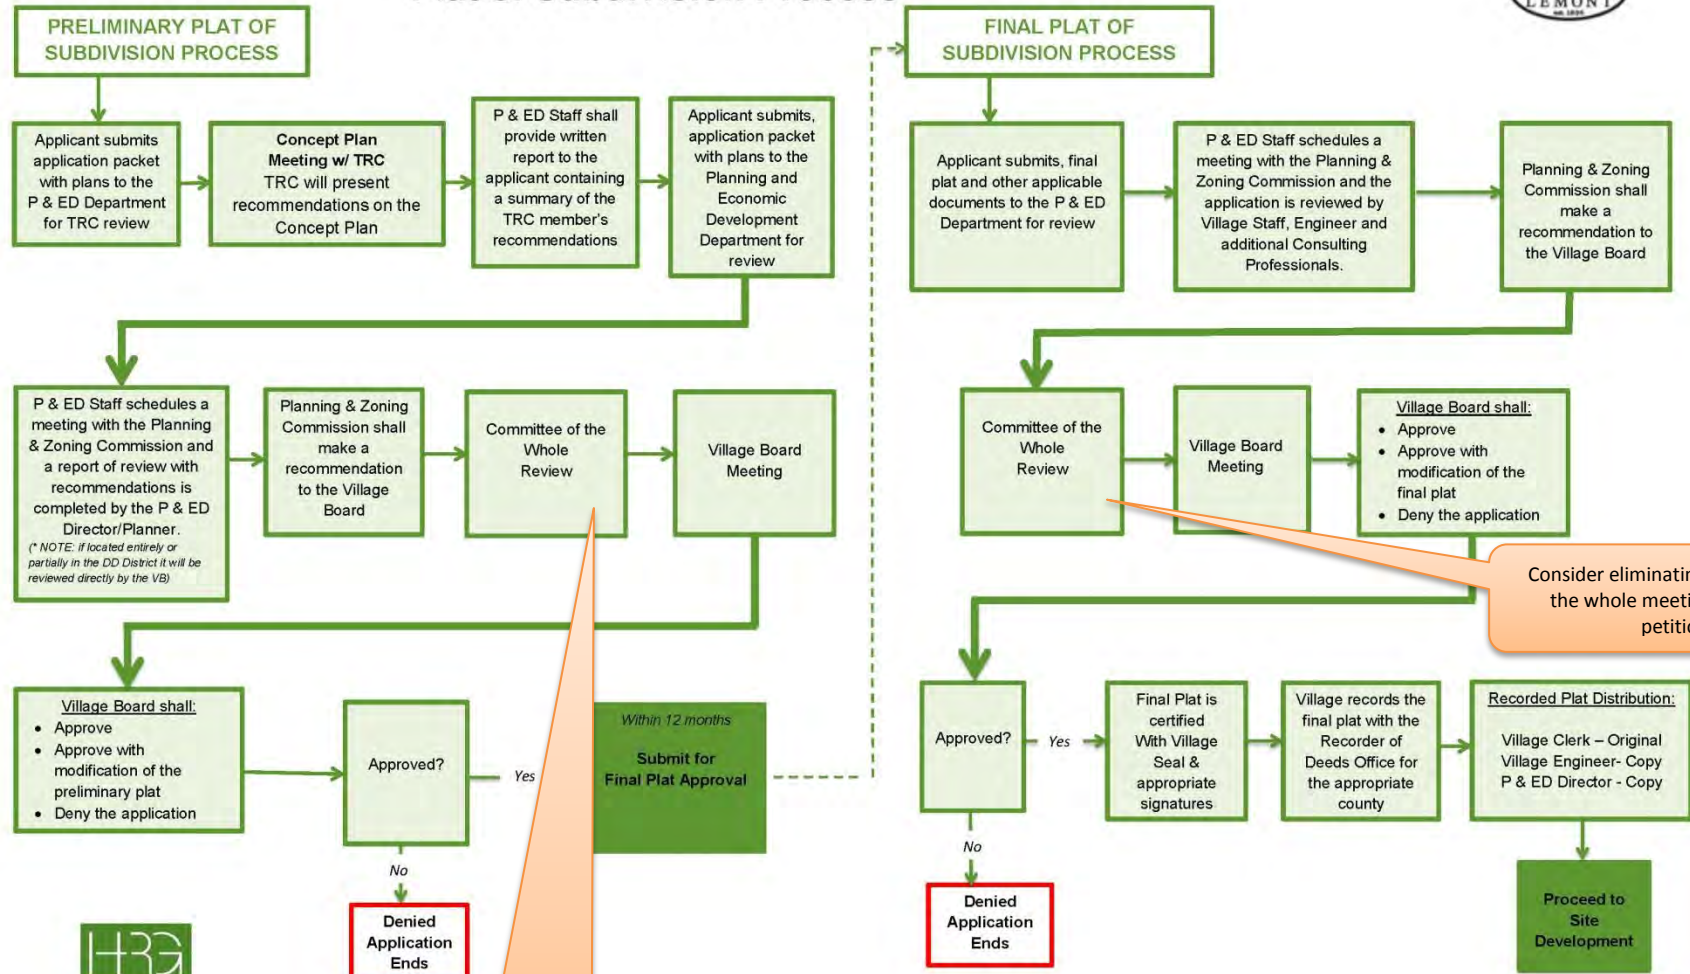 LEMONT
PRELIMINARY PLAT OF
SUBDIVISION PROCESS
Applicant submits
application packet
with plans to the
P & ED Department
for TRC review
Concept Plan
Meeting w/ TRC
TRC will present
recommendations on the
Concept Plan
P & ED Staff shall
provide written
report to the
applicant containing
a summary of the
TRC member's
recommendations
Applicant submits,
application packet
with plans to the
Planning and
Economic
Development
Department for
review
P & ED Staff schedules a
meeting with the Planning
& Zoning Commission and
a report of review with
recommendations is
completed by the P & ED
Director/Planner.
(* NOTE: if located entirely or
partially in the DD District it will be
reviewed directly by the VB)
Planning & Zoning
Commission shall
make a
recommendation
to the Village
Board
Committee of the
Whole
Review
Village Board
Meeting
Village Board shall:
• Approve
• Approve with
modification of the
preliminary plat
• Deny the application
Approved?
Yes
No
Denied
Application
Ends
Within 12 months
Submit for
Final Plat Approval
HBG
FINAL PLAT OF
SUBDIVISION PROCESS
Applicant submits, final
plat and other applicable
documents to the P & ED
Department for review
P & ED Staff schedules a
meeting with the Planning &
Zoning Commission and the
application is reviewed by
Village Staff, Engineer and
additional Consulting
Professionals.
Planning & Zoning
Commission shall
make a
recommendation to
the Village Board
Committee of the
Whole
Review
Village Board
Meeting
Village Board shall:
• Approve
• Approve with
modification of the
final plat
• Deny the application
Consider eliminatin
the whole meeti
petitio
Approved?
Yes
No
Denied
Application
Ends
Final Plat is
certified
With Village
Seal &
appropriate
signatures
Village records the
final plat with the
Recorder of
Deeds Office for
the appropriate
county
Recorded Plat Distribution:
Village Clerk – Original
Village Engineer- Copy
P & ED Director - Copy
Proceed to
Site
Development